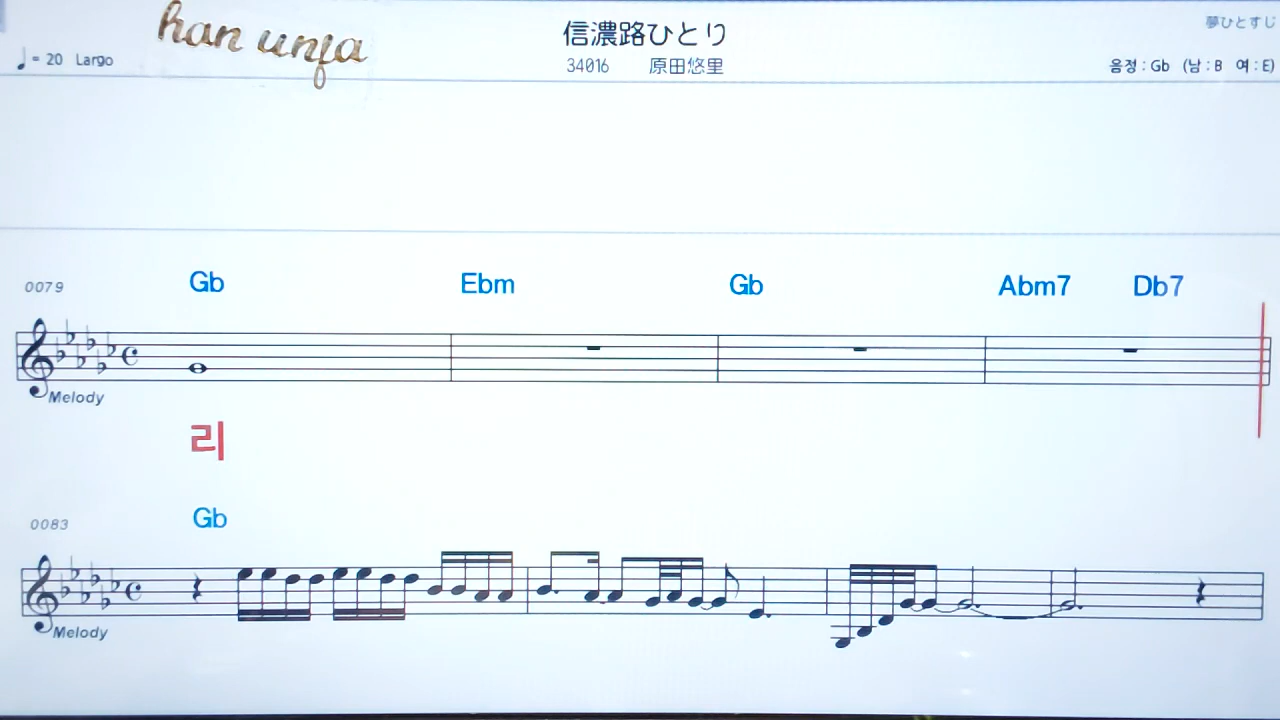 han unja
信濃路ひとり
夢ひとすじ
♩= 20 Largo
34016 原田悠里
음정 : Gb (남 : B 여 : E)
0079 Gb Ebm Gb Abm7 Db7
Melody
리
0083 Gb
Melody